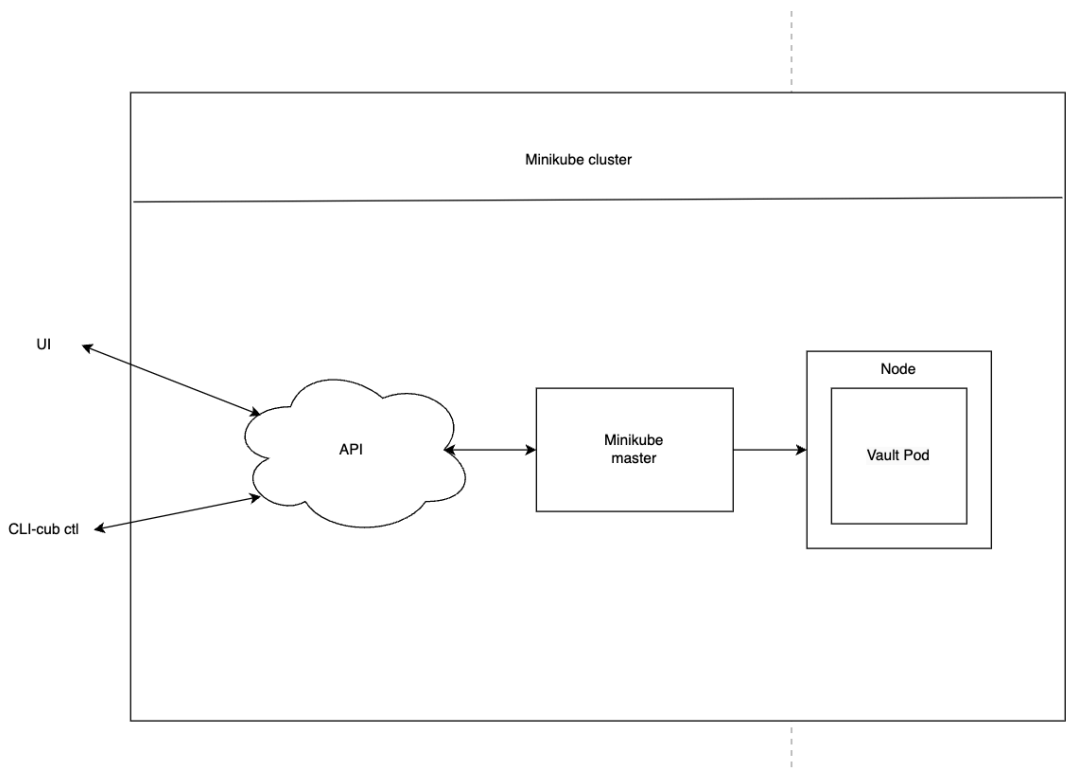 Minikube cluster
UI
API
Minikube
master
Node
Vault Pod
CLI-cub ctl